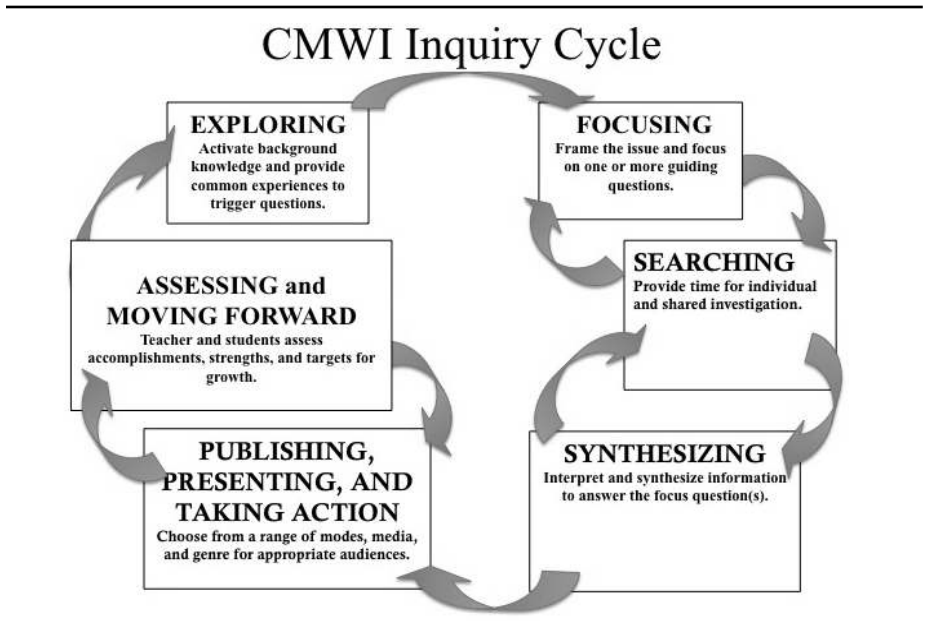 CMWI Inquiry Cycle
EXPLORING
Activate background
knowledge and provide
common experiences to
trigger questions.
FOCUSING
Frame the issue and focus
on one or more guiding
questions.
SEARCHING
Provide time for individual
and shared investigation.
SYNTHESIZING
Interpret and synthesize information
to answer the focus question(s).
PUBLISHING,
PRESENTING, AND
TAKING ACTION
Choose from a range of modes, media,
and genre for appropriate audiences.
ASSESSING and
MOVING FORWARD
Teacher and students assess
accomplishments, strengths, and targets for
growth.